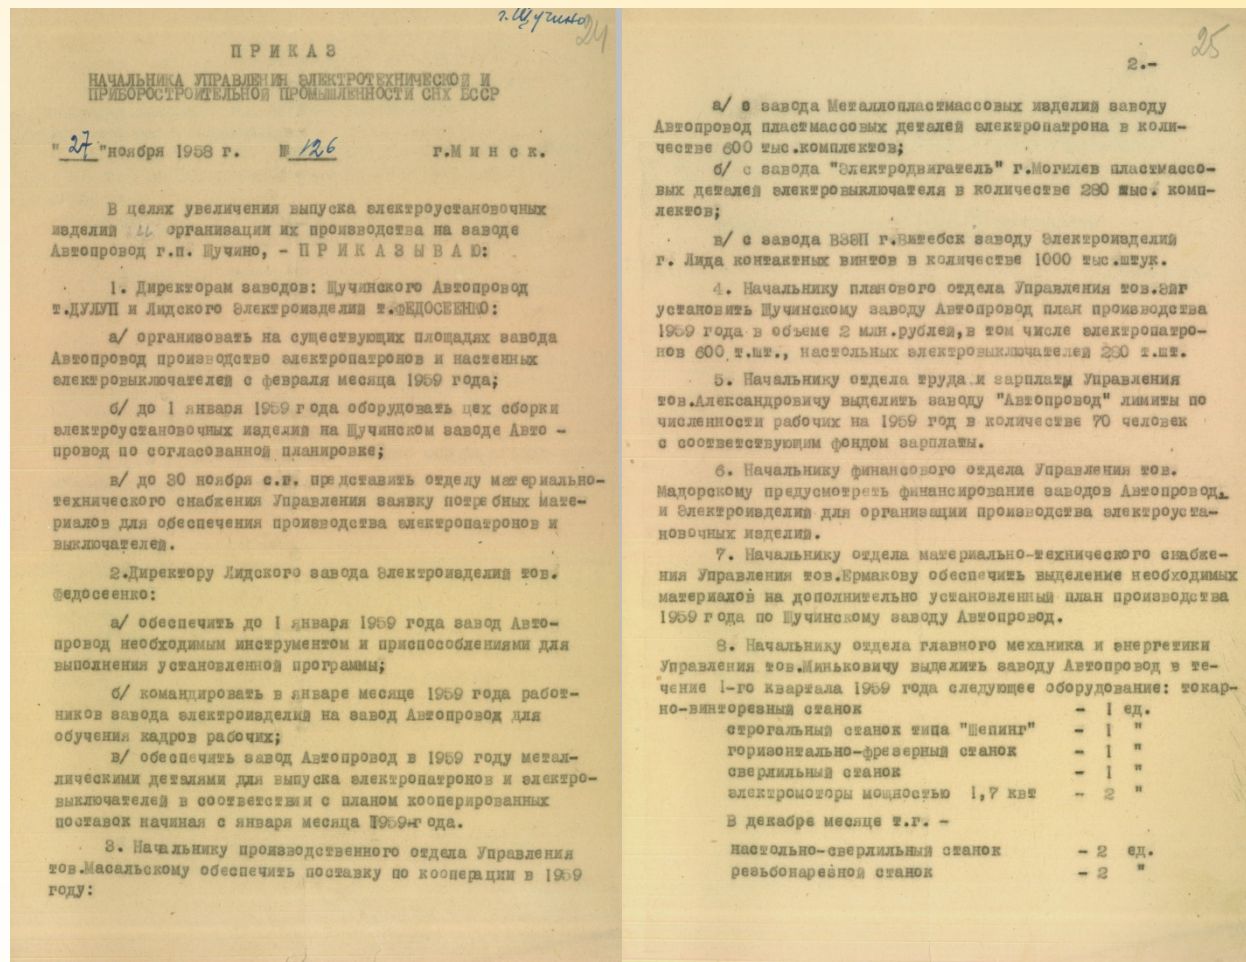 г.Щучино
24
ПРИКАЗ
НАЧАЛЬНИКА УПРАВЛЕНИЯ ЭЛЕКТРОТЕХНИЧЕСКОЙ И
ПРИБОРОСТРОИТЕЛЬНОЙ ПРОМЫШЛЕННОСТИ СНХ БССР
"27" ноября 1958 г. № 126 г.Минск.
В целях увеличения выпуска электроустановочных
изделий и организации их производства на заводе
Автопровод г.п. Щучино, - ПРИКАЗЫВАЮ:
1. Директорам заводов: Щучинского Автопровод
т.ДУЛУП и Лидского Электроизделий т.ФЕДОСЕЕНКО:
а/ организовать на существующих площадях завода
Автопровод производство электропатронов и настенных
электровыключателей с февраля месяца 1959 года;
б/ до 1 января 1959 года оборудовать цех сборки
электроустановочных изделий на Щучинском заводе Авто -
провод по согласованной планировке;
в/ до 30 ноября с.г. представить отделу материально-
технического снабжения Управления заявку потребных мате-
риалов для обеспечения производства электропатронов и
выключателей.
2.Директору Лидского завода Электроизделий тов.
Федосеенко:
а/ обеспечить до 1 января 1959 года завод Авто-
провод необходимым инструментом и приспособлениями для
выполнения установленной программы;
б/ командировать в январе месяце 1959 года работ-
ников завода электроизделий на завод Автопровод для
обучения кадров рабочих;
в/ обеспечить завод Автопровод в 1959 году метал-
лическими деталями для выпуска электропатронов и электро-
выключателей в соответствии с планом кооперированных
поставок начиная с января месяца 1959 года.
3. Начальнику производственного отдела Управления
тов.Масальскому обеспечить поставку по кооперации в 1959
году:
25
2.-
а/ с завода Металлопластмассовых изделий заводу
Автопровод пластмассовых деталей электропатрона в коли-
честве 600 тыс.комплектов;
б/ с завода "Электродвигатель" г.Могилев пластмассо-
вых деталей электровыключателя в количестве 280 тыс. комп-
лектов;
в/ с завода ВЗЭП г.Витебск заводу Электроизделий
г. Лида контактных винтов в количестве 1000 тыс.штук.
4. Начальнику планового отдела Управления тов.Эйг
установить Щучинскому заводу Автопровод план производства
1959 года в объеме 2 млн.рублей, в том числе электропатро-
нов 600 т.шт., настольных электровыключателей 280 т.шт.
5. Начальнику отдела труда и зарплаты Управления
тов.Александровичу выделить заводу "Автопровод" лимиты по
численности рабочих на 1959 год в количестве 70 человек
с соответствующим фондом зарплаты.
6. Начальнику финансового отдела Управления тов.
Мадорскому предусмотреть финансирование заводов Автопровод
и Электроизделий для организации производства электроуста-
новочных изделий.
7. Начальнику отдела материально-технического снабже-
ния Управления тов.Ермакову обеспечить выделение необходимых
материалов на дополнительно установленный план производства
1959 года по Щучинскому заводу Автопровод.
8. Начальнику отдела главного механика и энергетики
Управления тов.Миньковичу выделить заводу Автопровод в те-
чение 1-го квартала 1959 года следующее оборудование: токар-
но-винторезный станок - 1 ед.
строгальный станок типа "Шепинг" - 1 "
горизонтально-фрезерный станок - 1 "
сверлильный станок - 1 "
электромоторы мощностью 1,7 квт - 2 "
В декабре месяце т.г. -
настольно-сверлильный станок - 2 ед.
резьбонарезной станок - 2 "